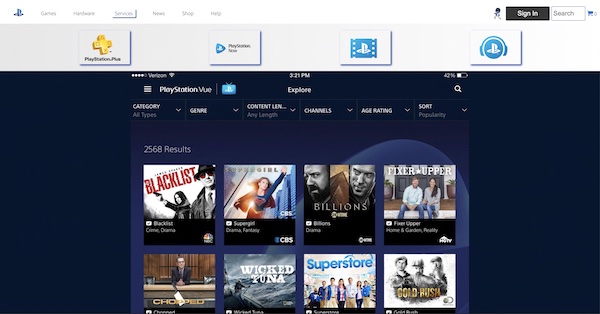 Games
Hardware
Services
News
Shop
Help
Sign In
Search
0
PlayStation.Plus
PlayStation
Now
Verizon
3:21 PM
42%
PlayStation Vue
Explore
CATEGORY
All Types
GENRE
CONTENT LEN...
Any Length
CHANNELS
AGE RATING
SORT
Popularity
2568 Results
THE
BLACKLIST
NBC
SUPERGIRL
CBS
BILLIONS
SHOWTIME
FIXER UPPER
HGTV
Blacklist
Crime, Drama
Supergirl
Drama, Fantasy
Billions
Drama
Fixer Upper
Home & Garden, Reality
CHOPPED
WICKED
TUNA
Superstore
GOLD RUSH
Chopped
Wicked Tuna
Superstore
Gold Rush